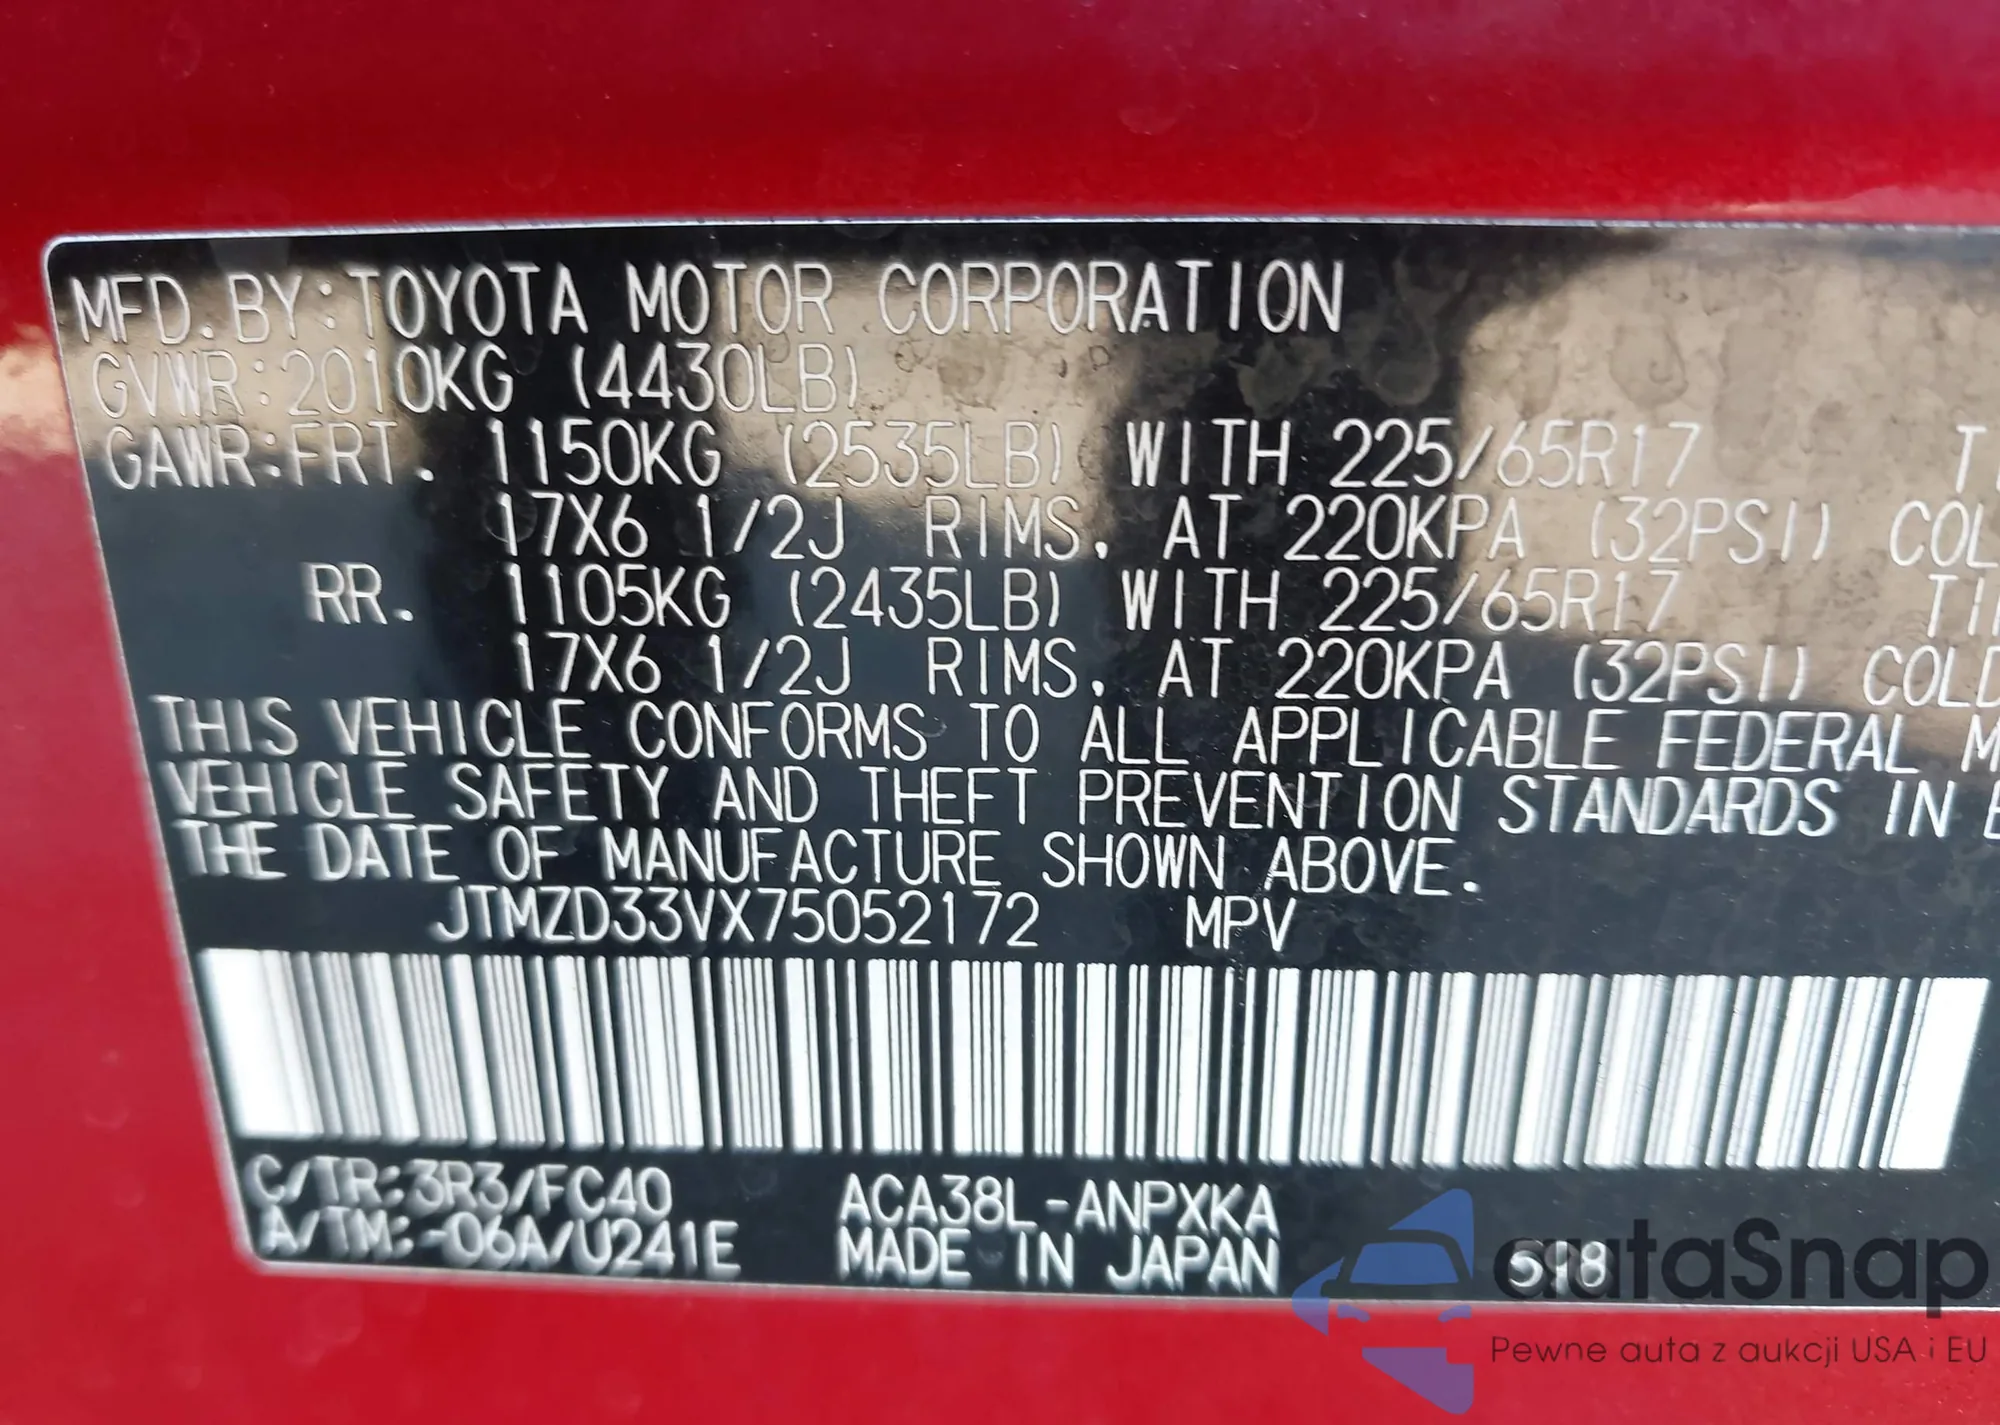 MFD.BY:TOYOTA MOTOR CORPORATION
GVWR:2010KG (4430LB)
GAWR:FRT. 1150KG (2535LB) WITH 225/65R17 TI
17X6 1/2J RIMS, AT 220KPA (32PSI) COL
RR. 1105KG (2435LB) WITH 225/65R17 TI
17X6 1/2J RIMS, AT 220KPA (32PSI) COLD
THIS VEHICLE CONFORMS TO ALL APPLICABLE FEDERAL M
VEHICLE SAFETY AND THEFT PREVENTION STANDARDS IN E
THE DATE OF MANUFACTURE SHOWN ABOVE.
JTMZD33VX75052172 MPV
C/TR:3R3/FC40 ACA38L-ANPXKA
A/TM:-06A/U241E MADE IN JAPAN 598
autaSnap
Pewne auta z aukcji USA i EU